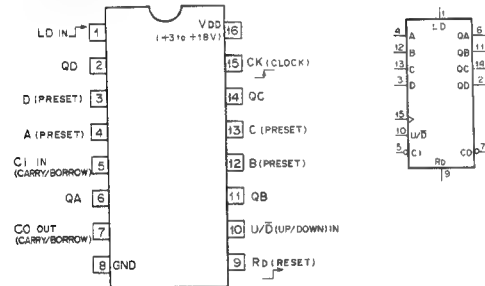 LD IN
1
QD
2
D (PRESET)
3
A (PRESET)
4
CI IN
(CARRY/BORROW)
5
QA
6
CO OUT
(CARRY/BORROW)
7
8
GND
VDD
(+3 to +18V)
16
15
CK (CLOCK)
14
QC
13
C (PRESET)
12
B (PRESET)
11
QB
10
U/D̅ (UP/DOWN) IN
9
RD (RESET)
1
LD
4
A
QA
6
12
B
QB
11
13
C
QC
14
3
D
QD
2
15
10
U/D̅
5
CI
CO
7
RD
9